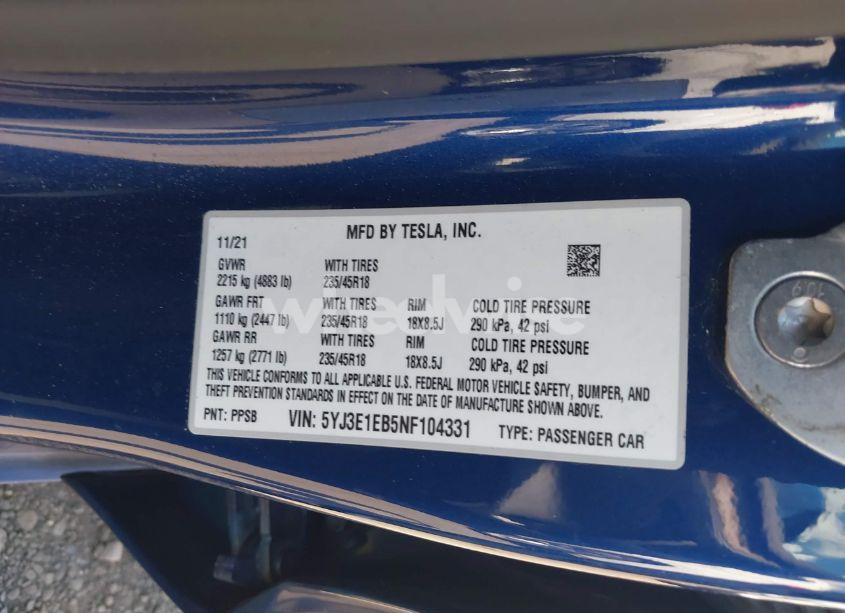 MFD BY TESLA, INC.
11/21
GVWR WITH TIRES
2215 kg (4883 lb) 235/45R18
GAWR FRT WITH TIRES RIM COLD TIRE PRESSURE
1110 kg (2447 lb) 235/45R18 18X8.5J 290 kPa, 42 psi
GAWR RR WITH TIRES RIM COLD TIRE PRESSURE
1257 kg (2771 lb) 235/45R18 18X8.5J 290 kPa, 42 psi
THIS VEHICLE CONFORMS TO ALL APPLICABLE U.S. FEDERAL MOTOR VEHICLE SAFETY, BUMPER, AND
THEFT PREVENTION STANDARDS IN EFFECT ON THE DATE OF MANUFACTURE SHOWN ABOVE.
PNT: PPSB VIN: 5YJ3E1EB5NF104331 TYPE: PASSENGER CAR